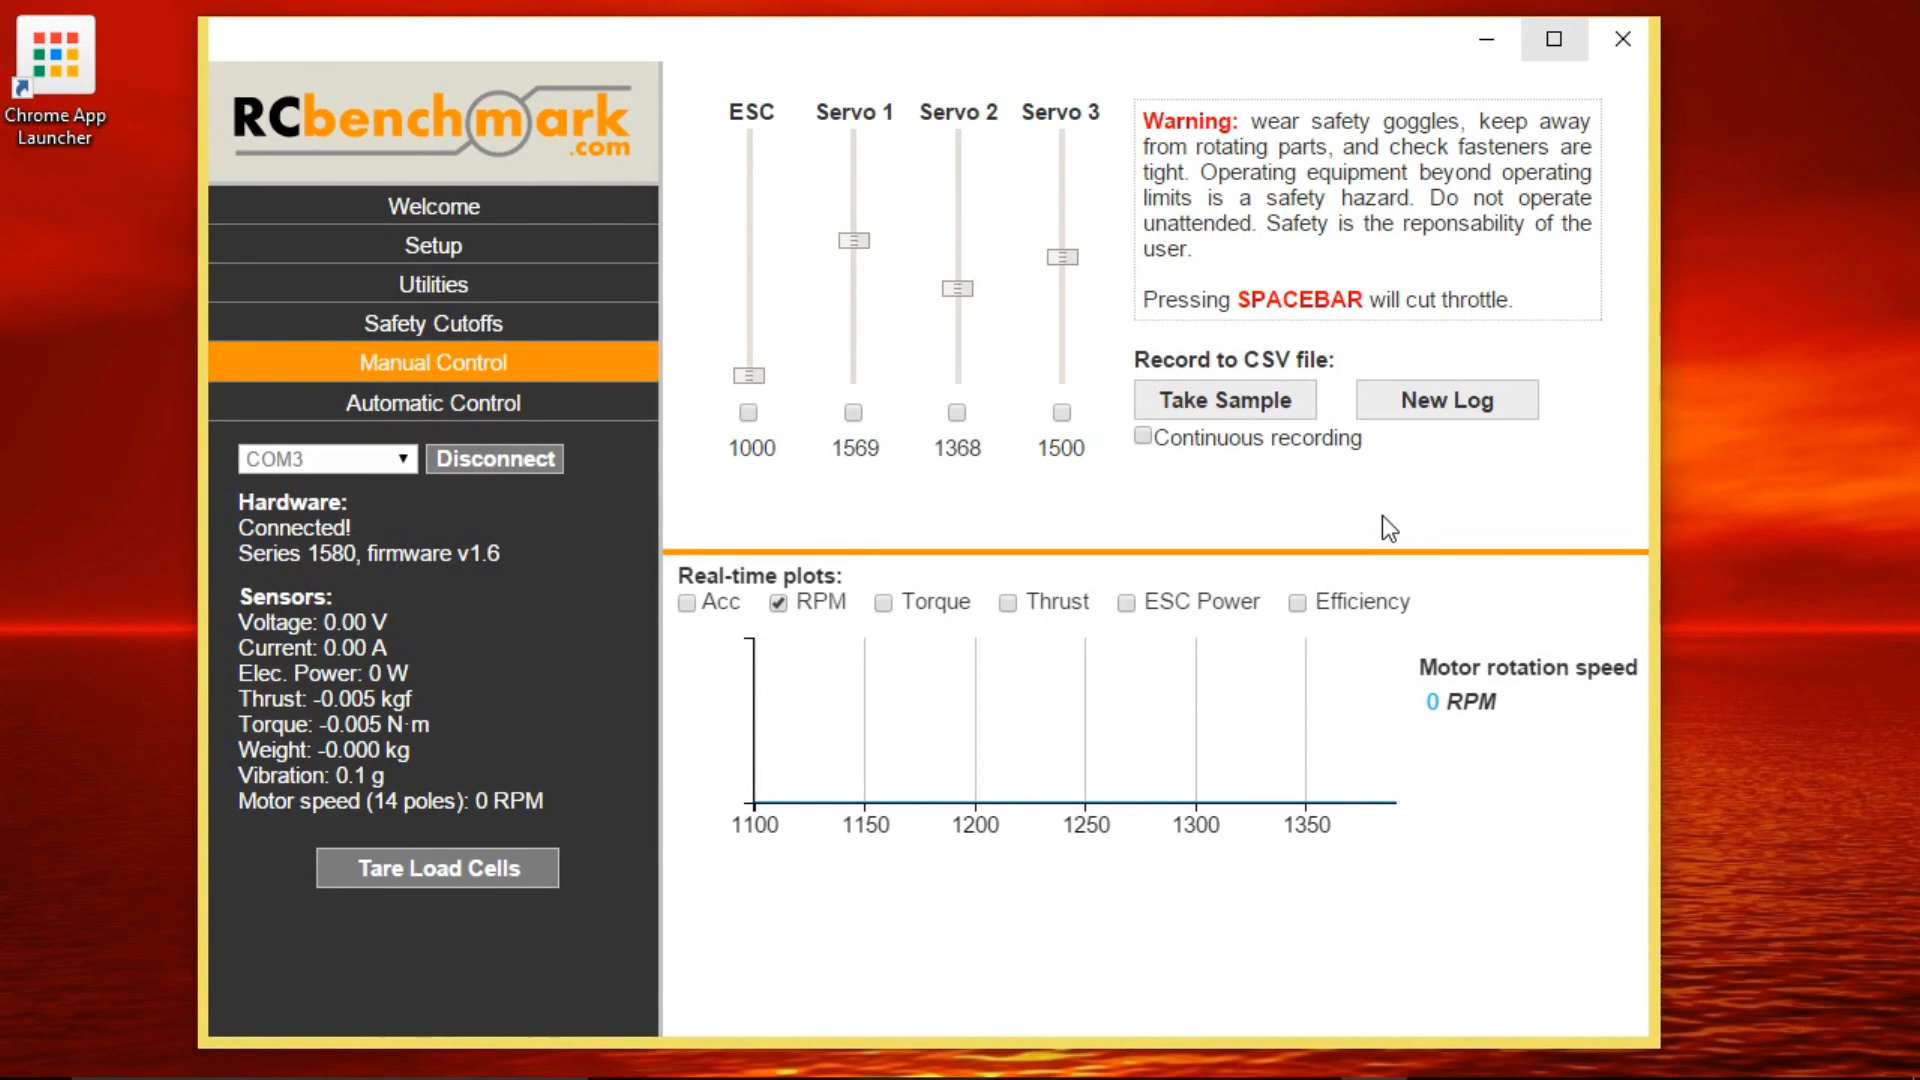 Chrome App
Launcher
RCbenchmark
.com
Welcome
Setup
Utilities
Safety Cutoffs
Manual Control
Automatic Control
COM3
Disconnect
Hardware:
Connected!
Series 1580, firmware v1.6
Sensors:
Voltage: 0.00 V
Current: 0.00 A
Elec. Power: 0 W
Thrust: -0.005 kgf
Torque: -0.005 N·m
Weight: -0.000 kg
Vibration: 0.1 g
Motor speed (14 poles): 0 RPM
Tare Load Cells
ESC Servo 1 Servo 2 Servo 3
1000 1569 1368 1500
Warning: wear safety goggles, keep away
from rotating parts, and check fasteners are
tight. Operating equipment beyond operating
limits is a safety hazard. Do not operate
unattended. Safety is the reponsability of the
user.
Pressing SPACEBAR will cut throttle.
Record to CSV file:
Take Sample New Log
Continuous recording
Real-time plots:
Acc RPM Torque Thrust ESC Power Efficiency
Motor rotation speed
0 RPM
1100 1150 1200 1250 1300 1350